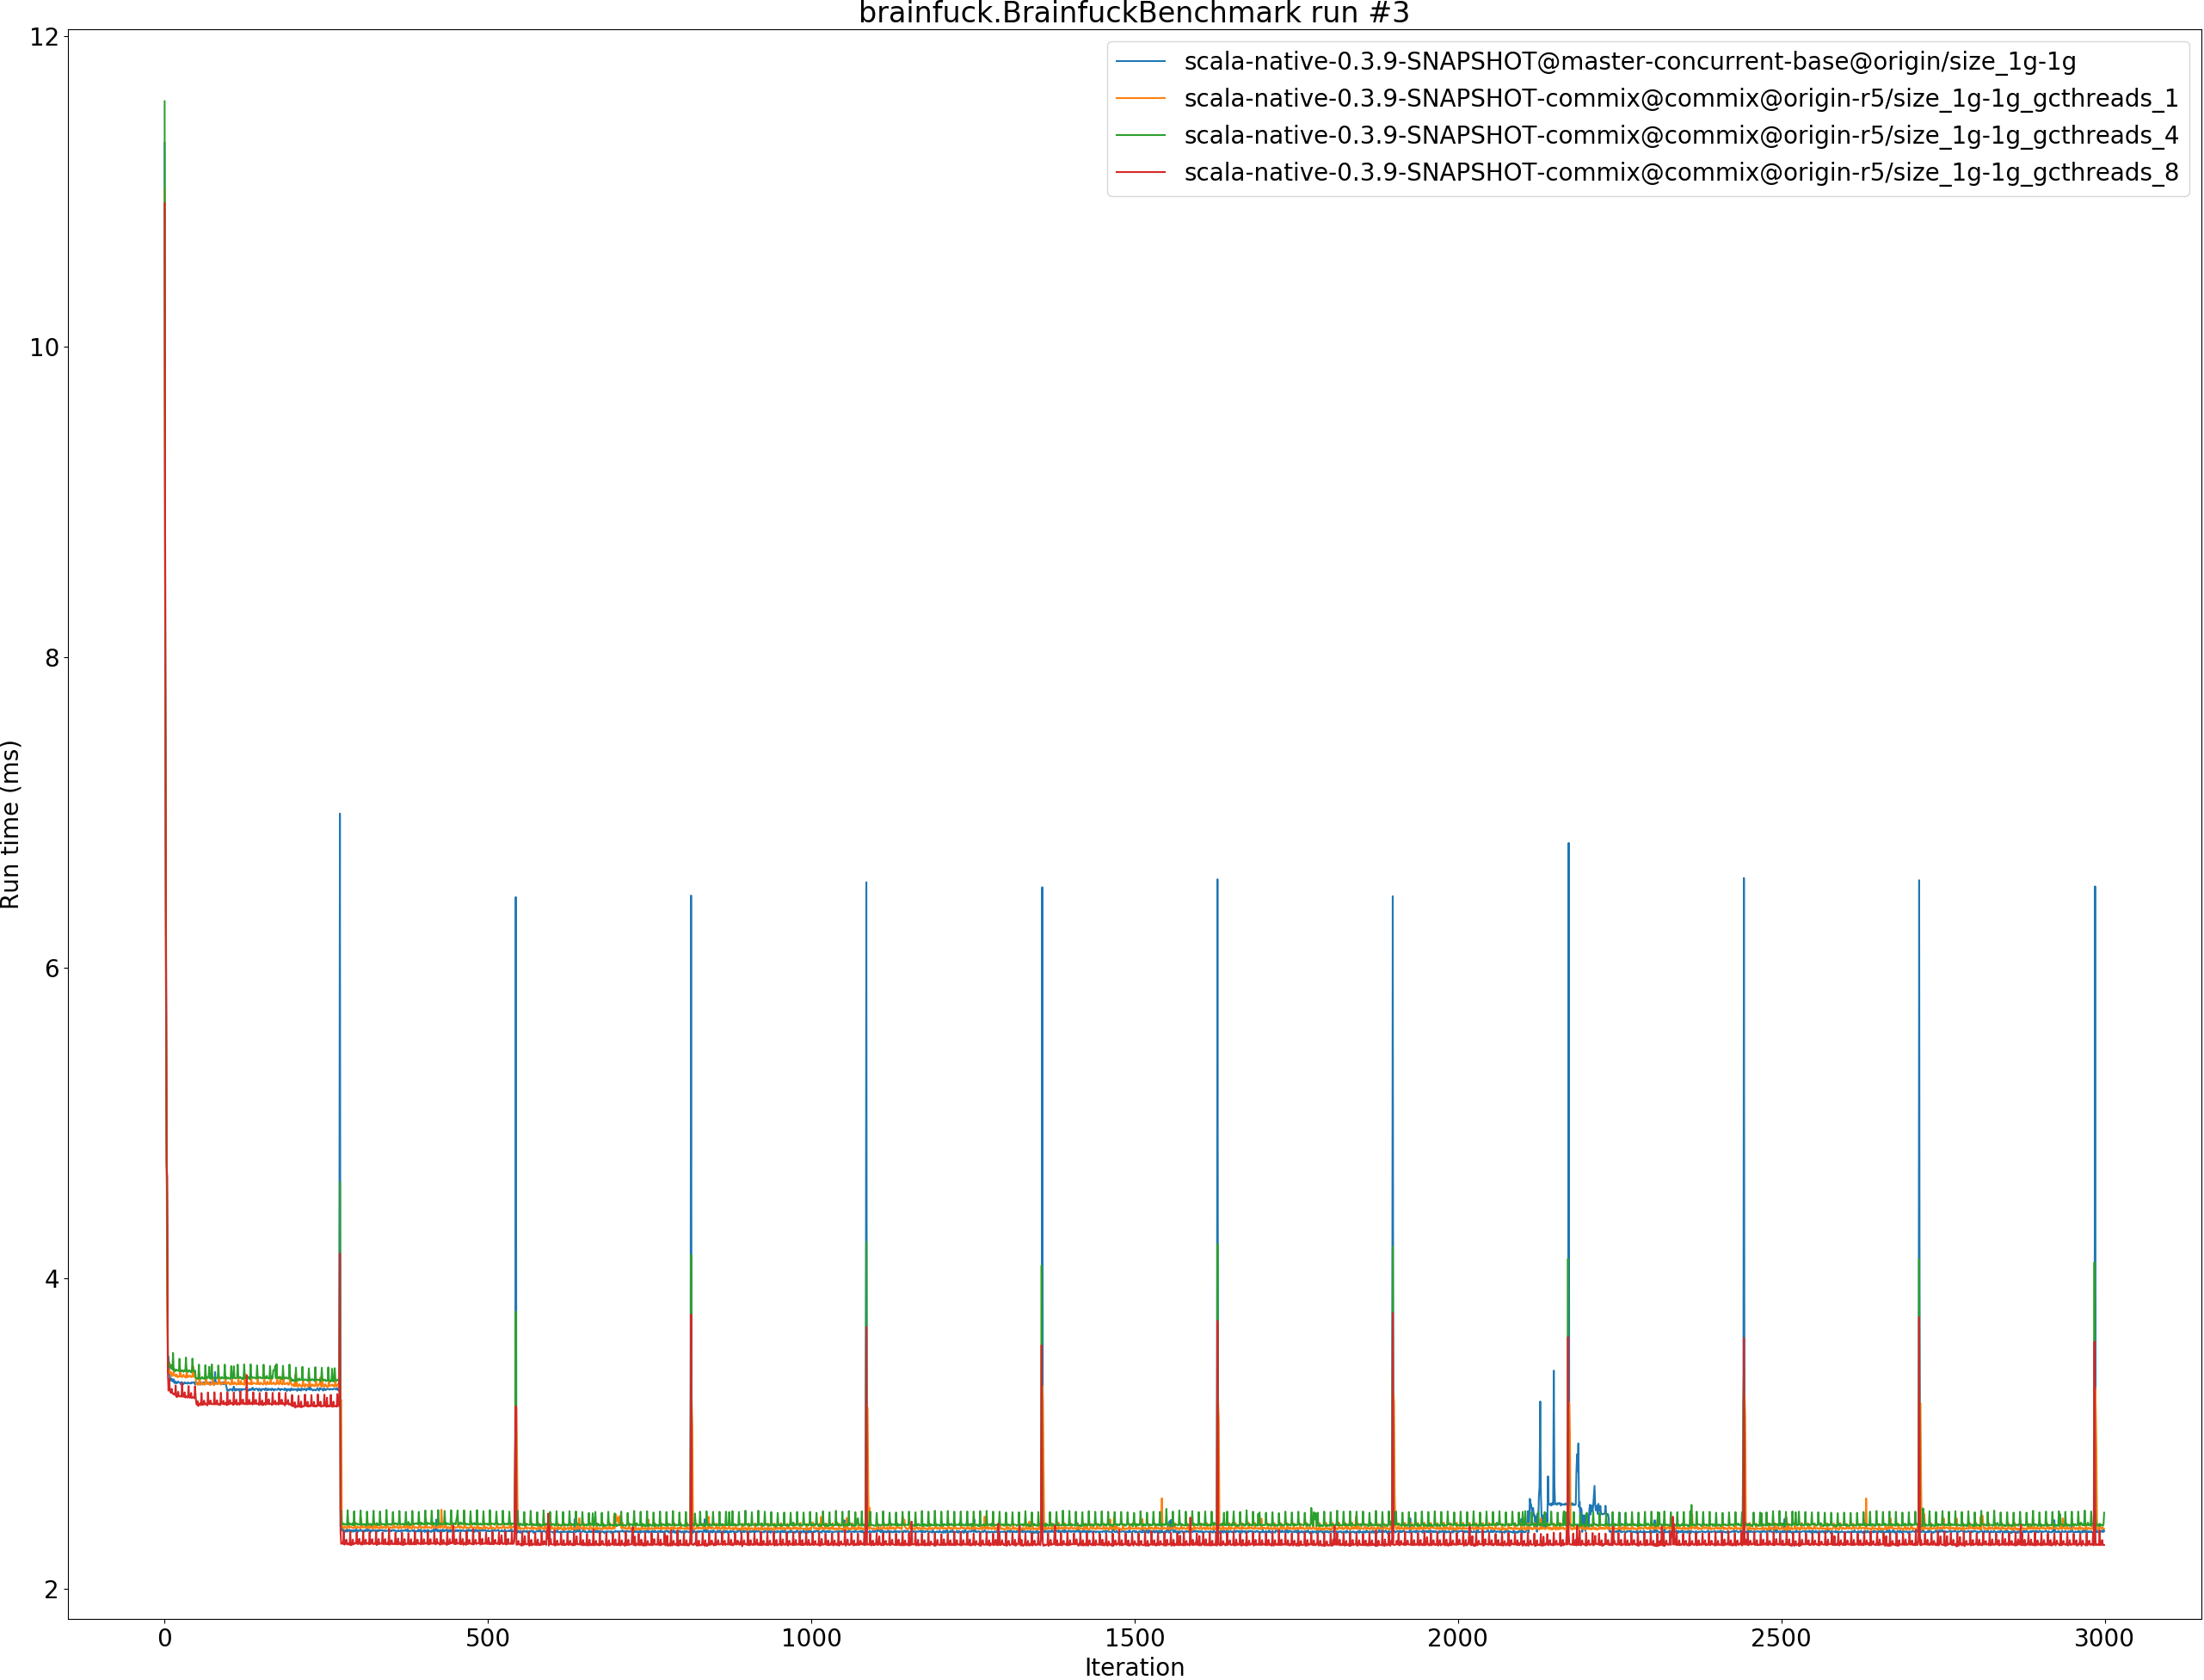 brainfuck.BrainfuckBenchmark run #3
scala-native-0.3.9-SNAPSHOT@master-concurrent-base@origin/size_1g-1g
scala-native-0.3.9-SNAPSHOT-commix@commix@origin-r5/size_1g-1g_gcthreads_1
scala-native-0.3.9-SNAPSHOT-commix@commix@origin-r5/size_1g-1g_gcthreads_4
scala-native-0.3.9-SNAPSHOT-commix@commix@origin-r5/size_1g-1g_gcthreads_8
Run time (ms)
12
10
8
6
4
2
0 500 1000 1500 2000 2500 3000
Iteration